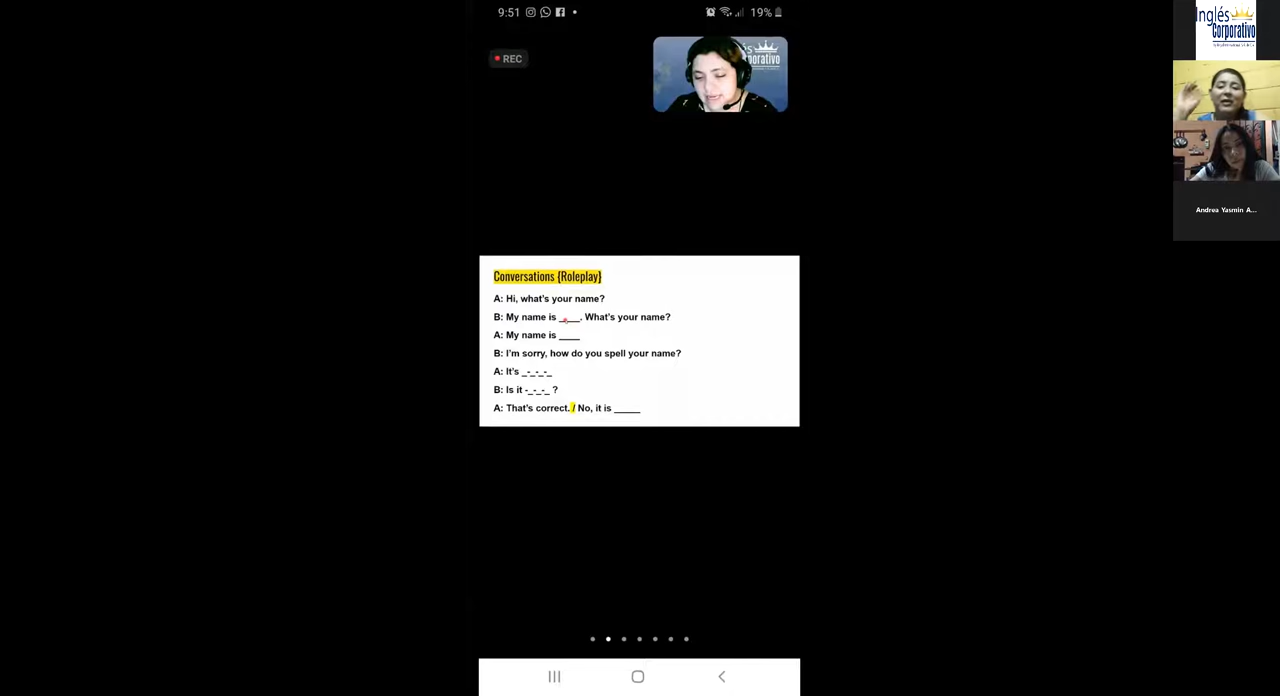 9:51
19%
REC
és
porativo
Inglés
Corporativo
Andrea Yasmin A...
Conversations {Roleplay}
A: Hi, what's your name?
B: My name is ____. What's your name?
A: My name is ____
B: I'm sorry, how do you spell your name?
A: It's _-_-_-_
B: Is it -_-_-_ ?
A: That's correct. / No, it is _____